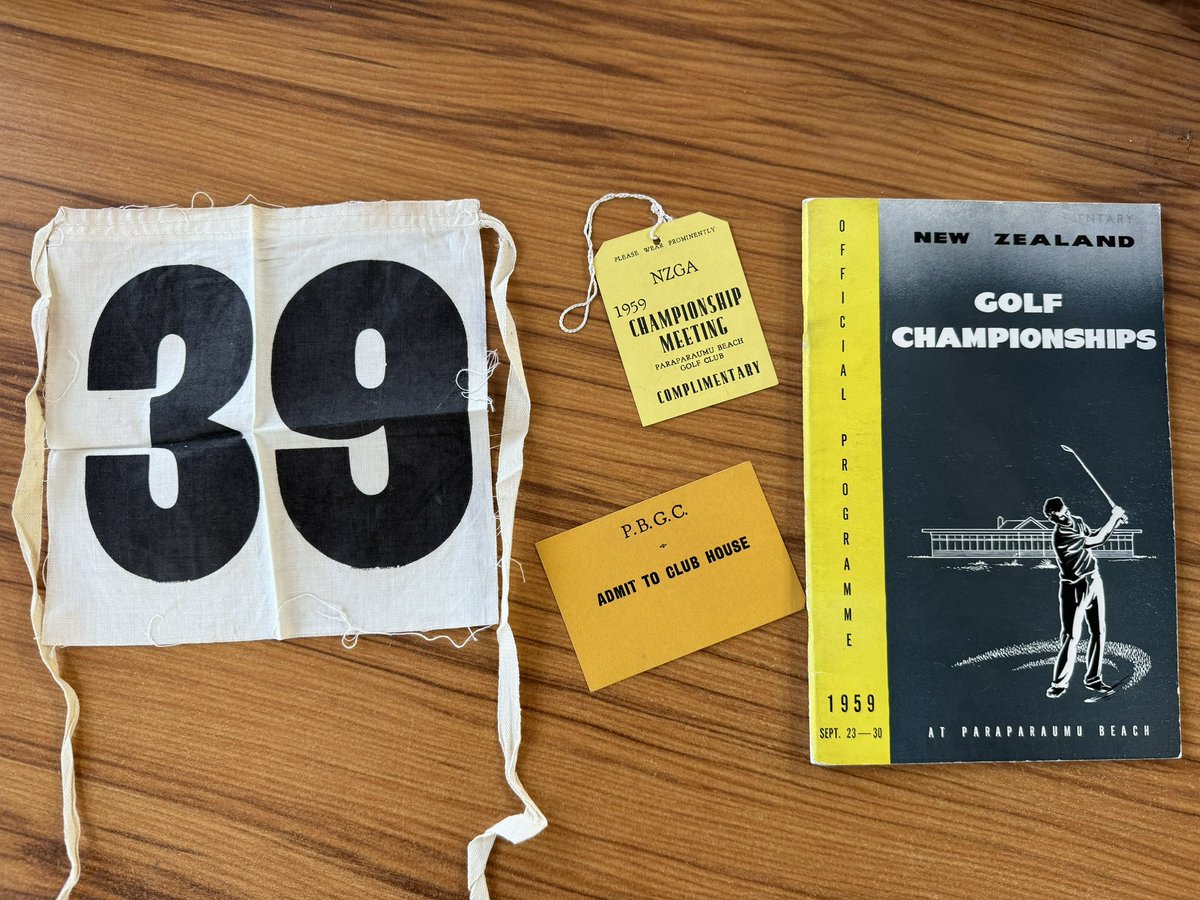 39
PLEASE WEAR PROMINENTLY
NZGA
1959
CHAMPIONSHIP
MEETING
PARAPARAUMU BEACH
GOLF CLUB
COMPLIMENTARY
P.B.G.C.
ADMIT TO CLUB HOUSE
OFFICIAL PROGRAMME
1959
SEPT. 23—30
ENTARY
NEW ZEALAND
GOLF
CHAMPIONSHIPS
AT PARAPARAUMU BEACH